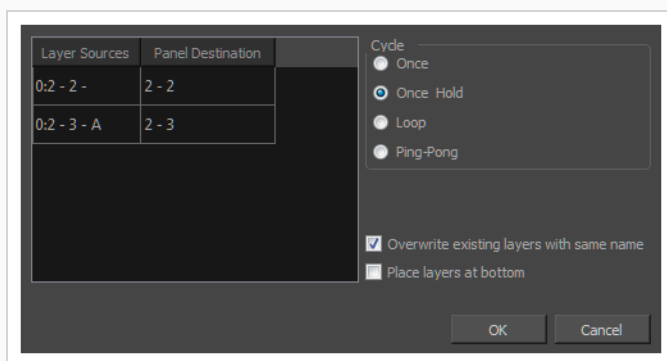 Layer Sources Panel Destination
0:2 - 2 - 2 - 2
0:2 - 3 - A 2 - 3
Cycle
Once
Once Hold
Loop
Ping-Pong
Overwrite existing layers with same name
Place layers at bottom
OK Cancel